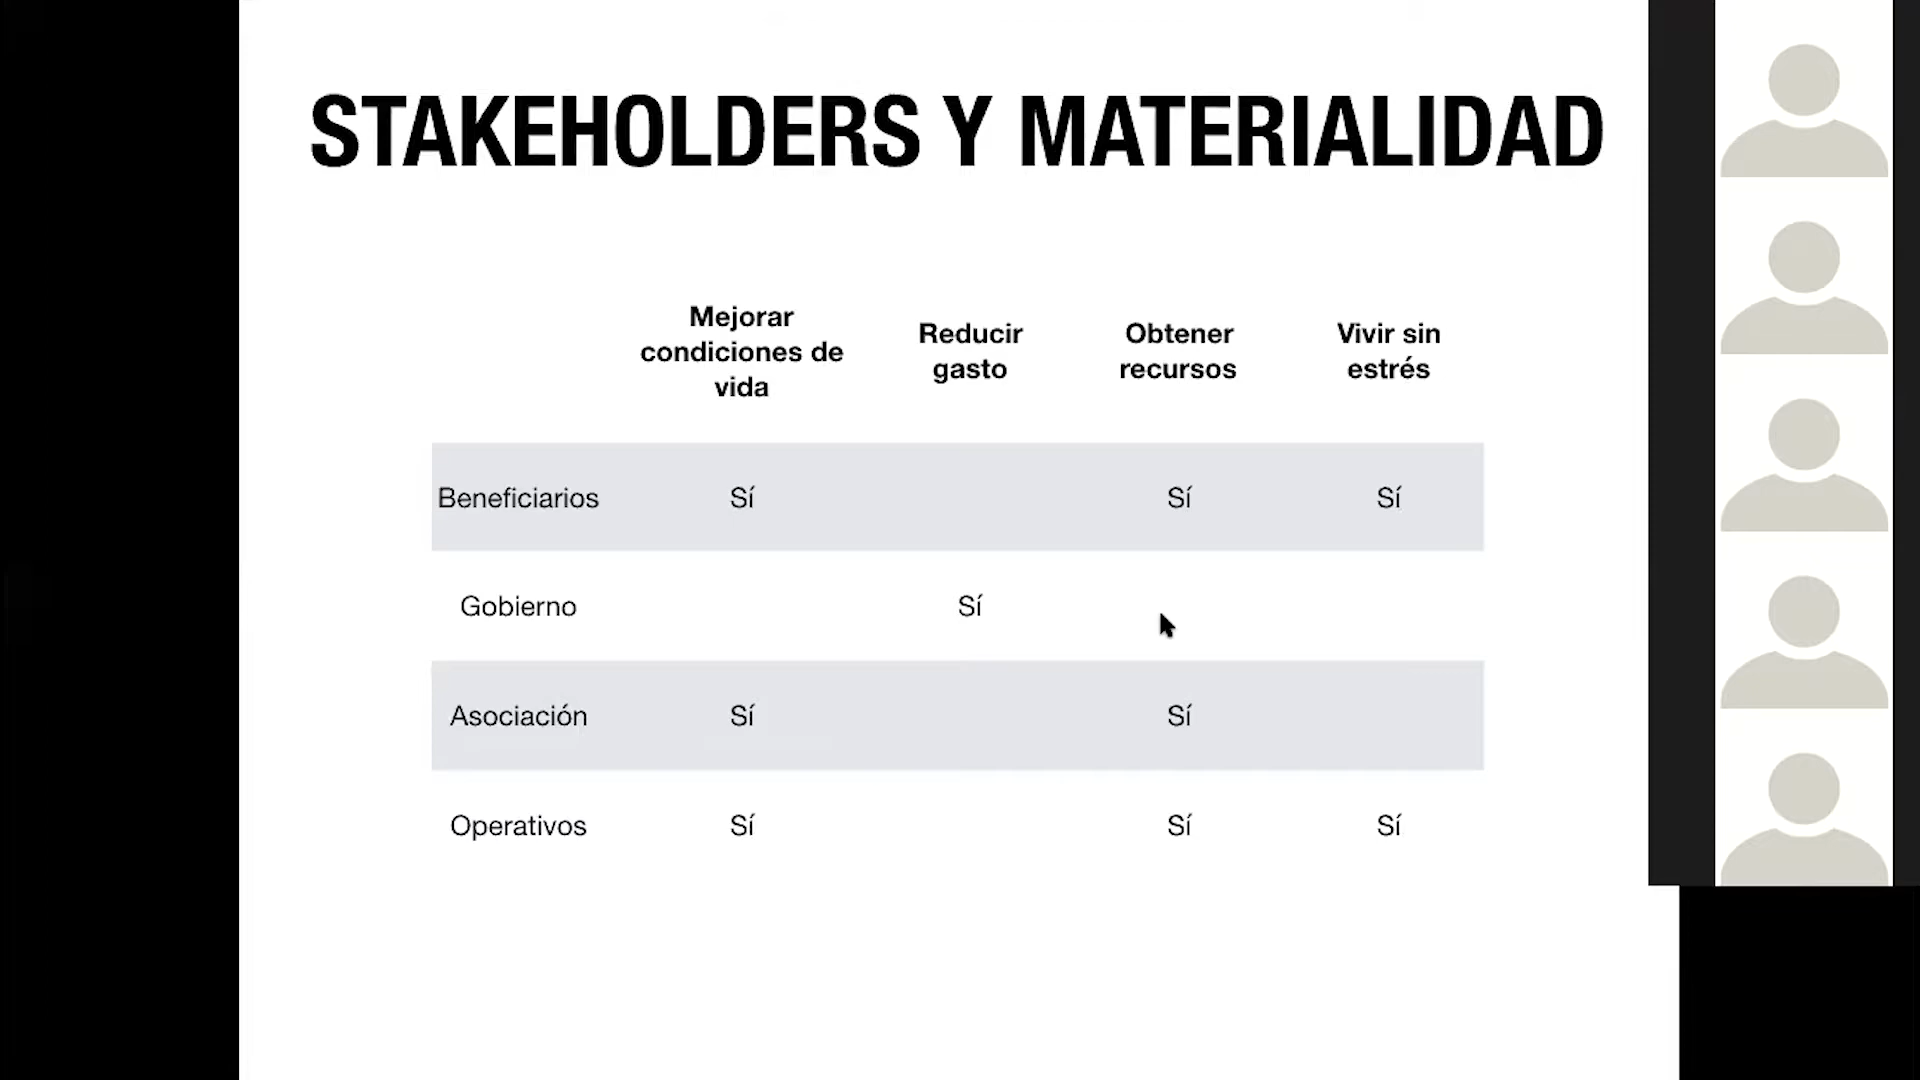 STAKEHOLDERS Y MATERIALIDAD
Mejorar
condiciones de
vida
Reducir
gasto
Obtener
recursos
Vivir sin
estrés
Beneficiarios Sí Sí Sí
Gobierno Sí
Asociación Sí Sí
Operativos Sí Sí Sí